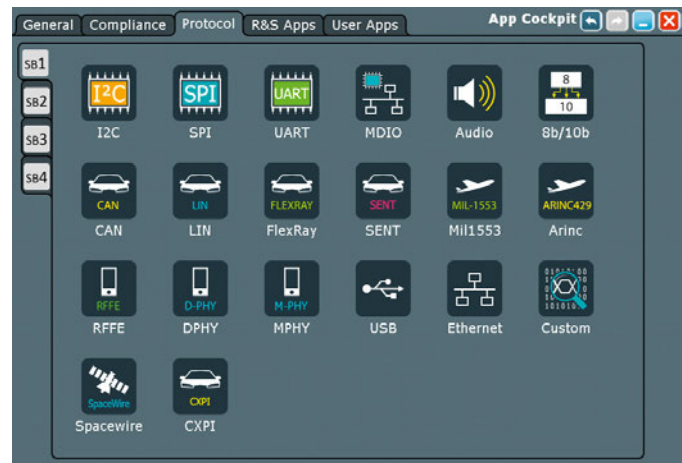 General Compliance Protocol R&S Apps User Apps App Cockpit
SB1
SB2
SB3
SB4
I²C SPI UART 8 10
I2C SPI UART MDIO Audio 8b/10b
CAN LIN FLEXRAY SENT MIL-1553 ARINC429
CAN LIN FlexRay SENT Mil1553 Arinc
RFFE D-PHY M-PHY
RFFE DPHY MPHY USB Ethernet Custom
SpaceWire CXPI
Spacewire CXPI